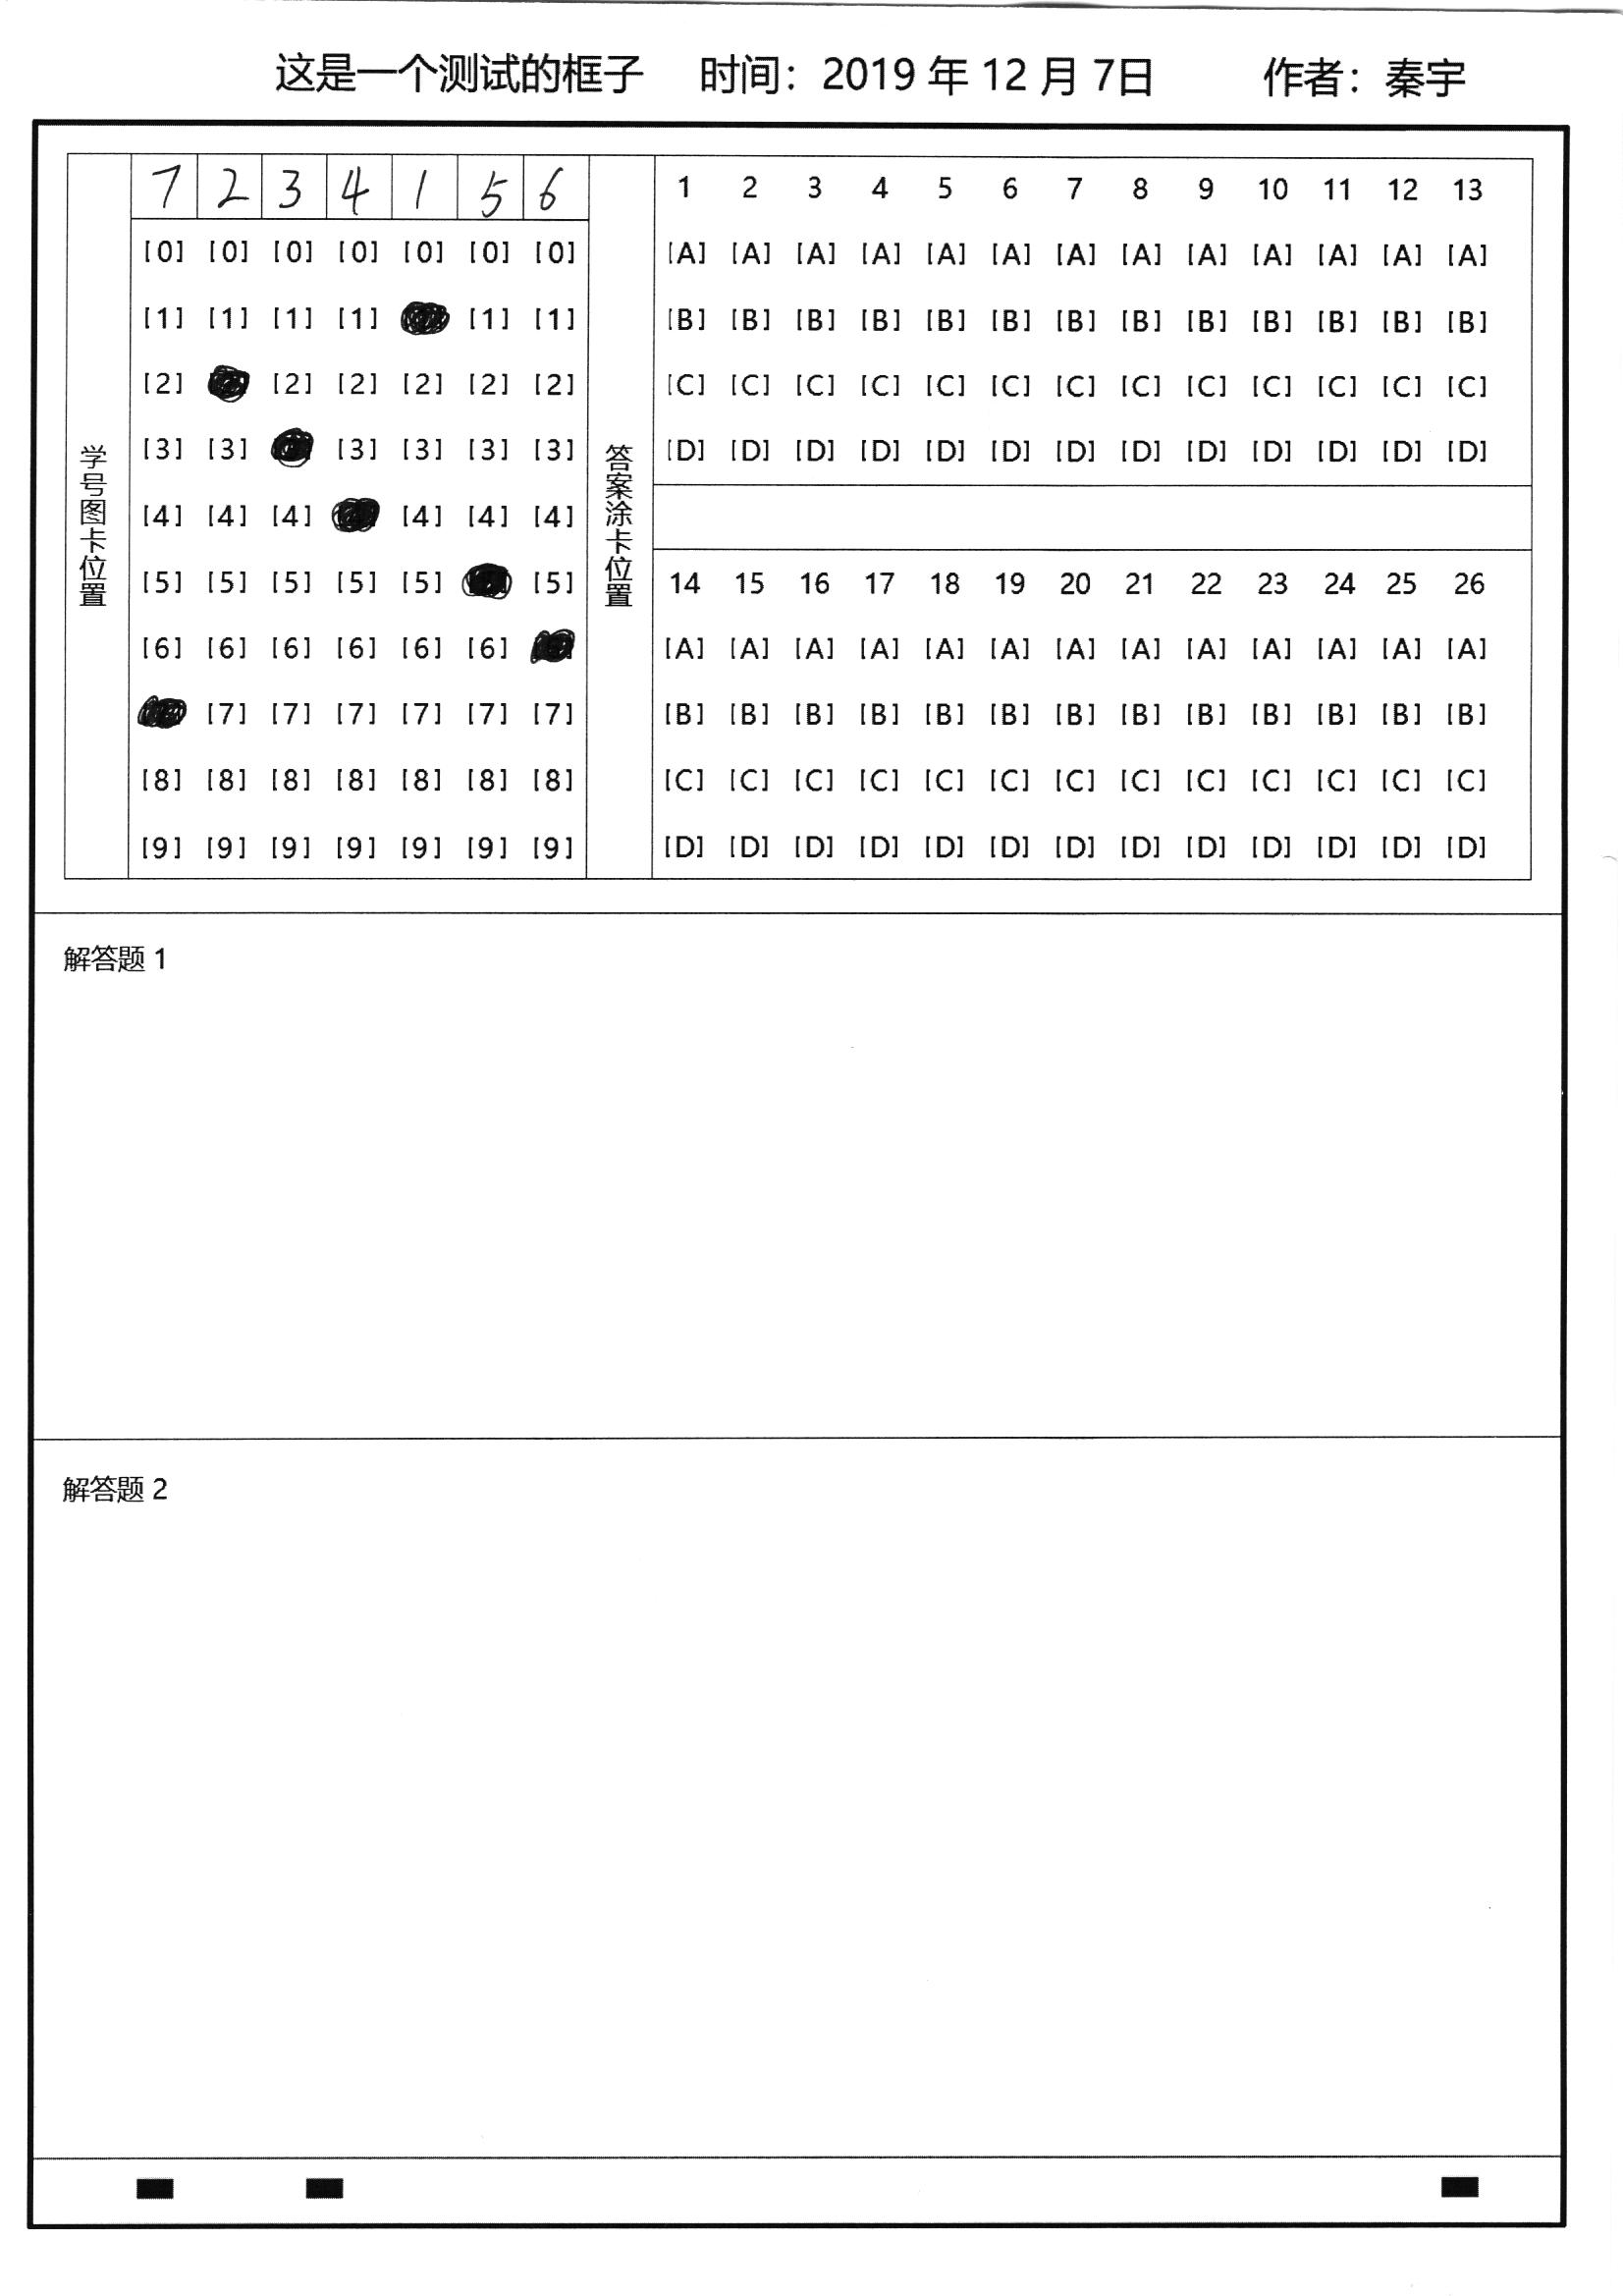 这是一个测试的框子 时间：2019 年 12 月 7日 作者：秦宇
7 2 3 4 1 5 6
学号图卡位置
[0] [0] [0] [0] [0] [0] [0]
[1] [1] [1] [1] [1] [1]
[2] [2] [2] [2] [2] [2]
[3] [3] [3] [3] [3] [3]
[4] [4] [4] [4] [4] [4]
[5] [5] [5] [5] [5] [5]
[6] [6] [6] [6] [6] [6]
[7] [7] [7] [7] [7] [7]
[8] [8] [8] [8] [8] [8] [8]
[9] [9] [9] [9] [9] [9] [9]
答案涂卡位置
1 2 3 4 5 6 7 8 9 10 11 12 13
[A] [A] [A] [A] [A] [A] [A] [A] [A] [A] [A] [A] [A]
[B] [B] [B] [B] [B] [B] [B] [B] [B] [B] [B] [B] [B]
[C] [C] [C] [C] [C] [C] [C] [C] [C] [C] [C] [C] [C]
[D] [D] [D] [D] [D] [D] [D] [D] [D] [D] [D] [D] [D]
14 15 16 17 18 19 20 21 22 23 24 25 26
[A] [A] [A] [A] [A] [A] [A] [A] [A] [A] [A] [A] [A]
[B] [B] [B] [B] [B] [B] [B] [B] [B] [B] [B] [B] [B]
[C] [C] [C] [C] [C] [C] [C] [C] [C] [C] [C] [C] [C]
[D] [D] [D] [D] [D] [D] [D] [D] [D] [D] [D] [D] [D]
解答题 1
解答题 2